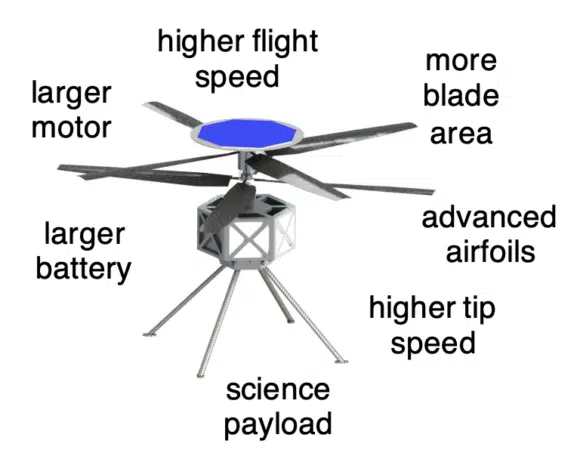 higher flight
speed
larger
motor
more
blade
area
larger
battery
advanced
airfoils
higher tip
speed
science
payload